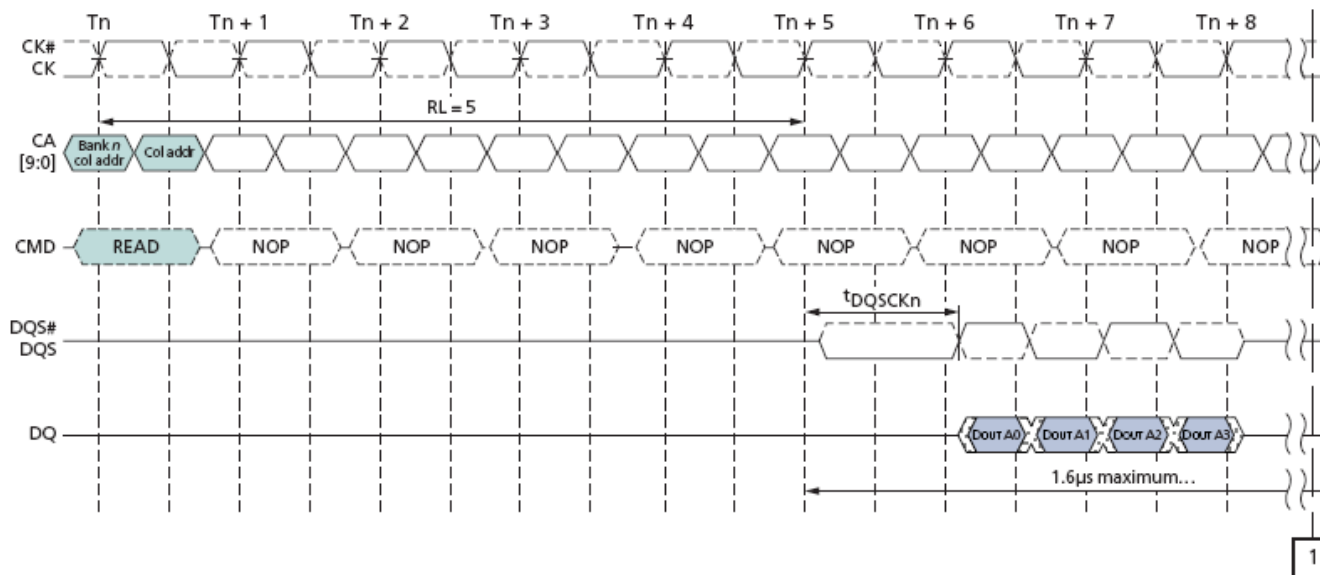 Tn Tn + 1 Tn + 2 Tn + 3 Tn + 4 Tn + 5 Tn + 6 Tn + 7 Tn + 8
CK#
CK
RL = 5
CA
[9:0]
Bank n
col addr
Col addr
CMD READ NOP NOP NOP NOP NOP NOP NOP NOP
tDQSCKn
DQS#
DQS
DQ DOUT A0 DOUT A1 DOUT A2 DOUT A3
1.6µs maximum...
1